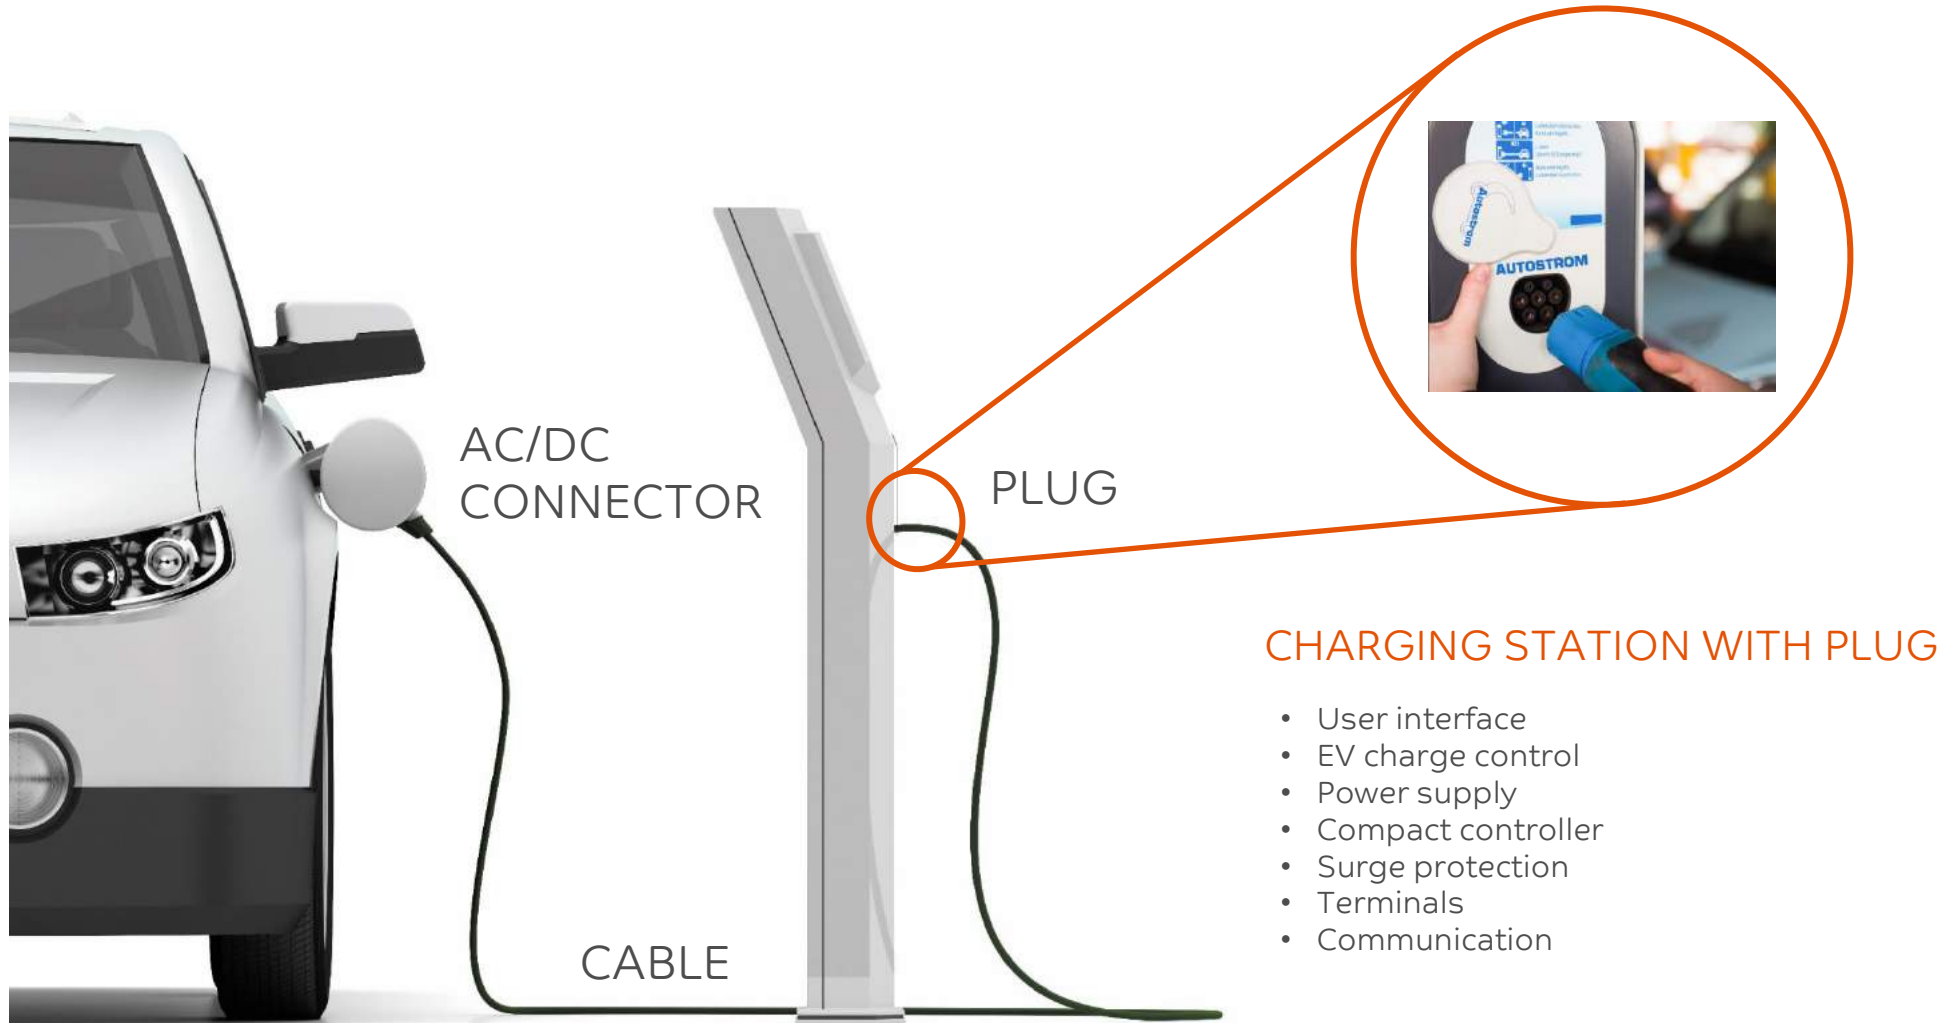 AC/DC
CONNECTOR
PLUG
CABLE
Autostrom
AUTOSTROM
CHARGING STATION WITH PLUG
• User interface
• EV charge control
• Power supply
• Compact controller
• Surge protection
• Terminals
• Communication